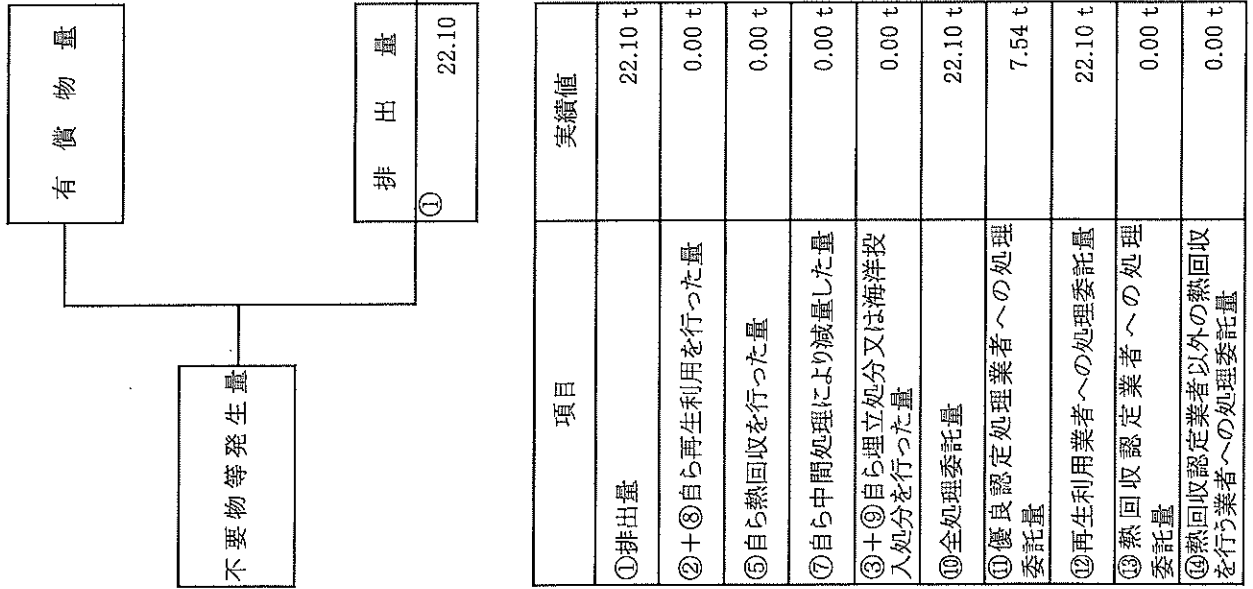 有 償 物 量
不 要 物 等 発 生 量
排 出 量
① 22.10
項目 実績値
①排出量 22.10 t
②+⑧自ら再生利用を行った量 0.00 t
⑤自ら熱回収を行った量 0.00 t
⑦自ら中間処理により減量した量 0.00 t
③+⑨自ら埋立処分又は海洋投
入処分を行った量 0.00 t
⑩全処理委託量 22.10 t
⑪優良認定処理業者への処理
委託量 7.54 t
⑫再生利用業者への処理委託量 22.10 t
⑬熱回収認定業者への処理
委託量 0.00 t
⑭熱回収認定業者以外の熱回収
を行う業者への処理委託量 0.00 t